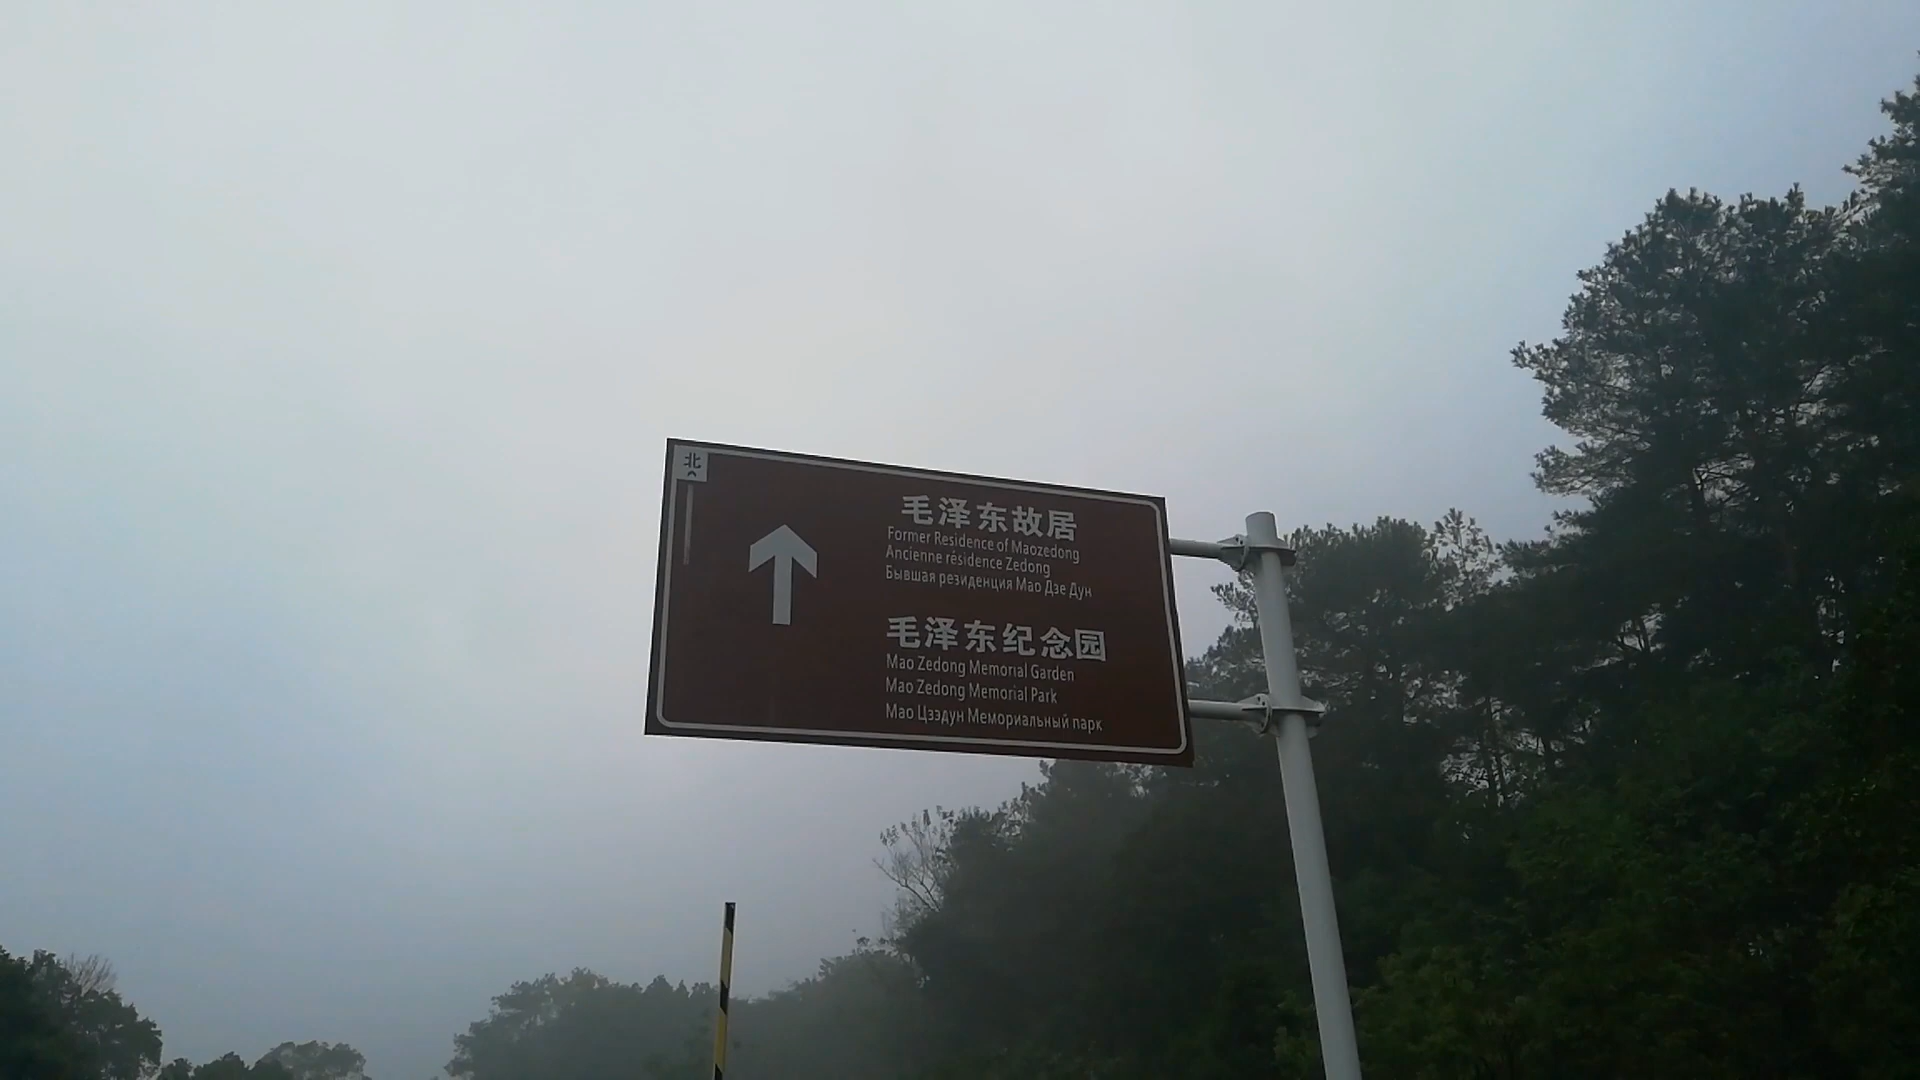 北
毛泽东故居
Former Residence of Maozedong
Ancienne résidence Zedong
Бывшая резиденция Мао Дзе Дун
毛泽东纪念园
Mao Zedong Memorial Garden
Mao Zedong Memorial Park
Мао Цзэдун Мемориальный парк